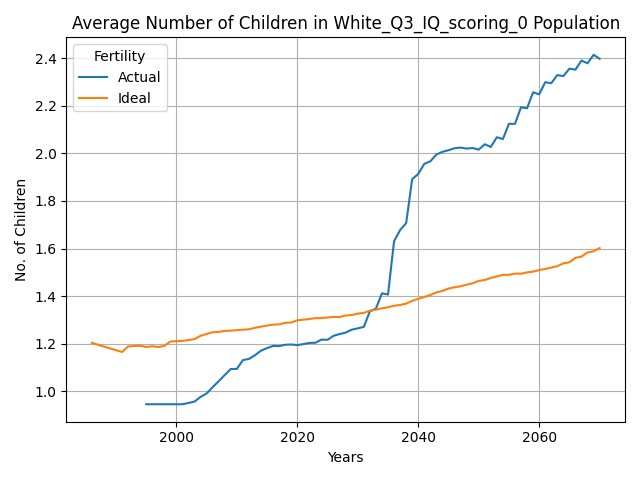 Average Number of Children in White_Q3_IQ_scoring_0 Population
Fertility
Actual
Ideal
No. of Children
2.4
2.2
2.0
1.8
1.6
1.4
1.2
1.0
2000
2020
2040
2060
Years